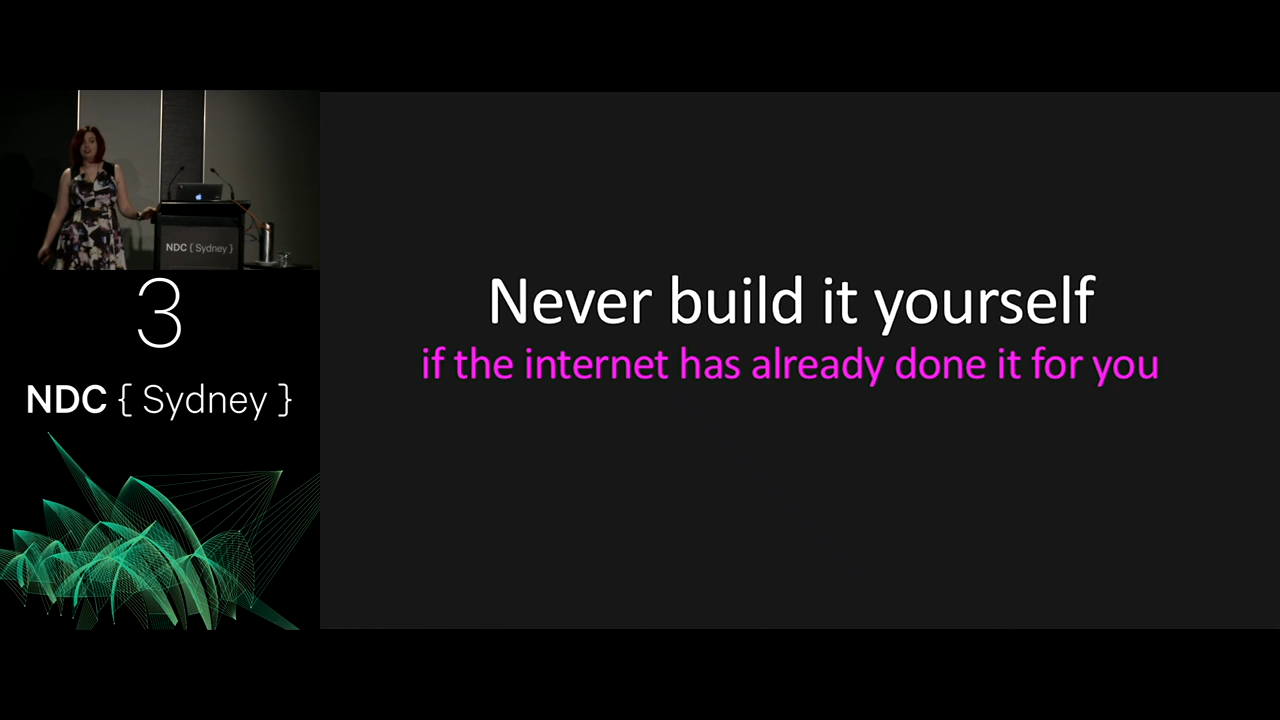 NDC { Sydney }
3
NDC { Sydney }
Never build it yourself
if the internet has already done it for you